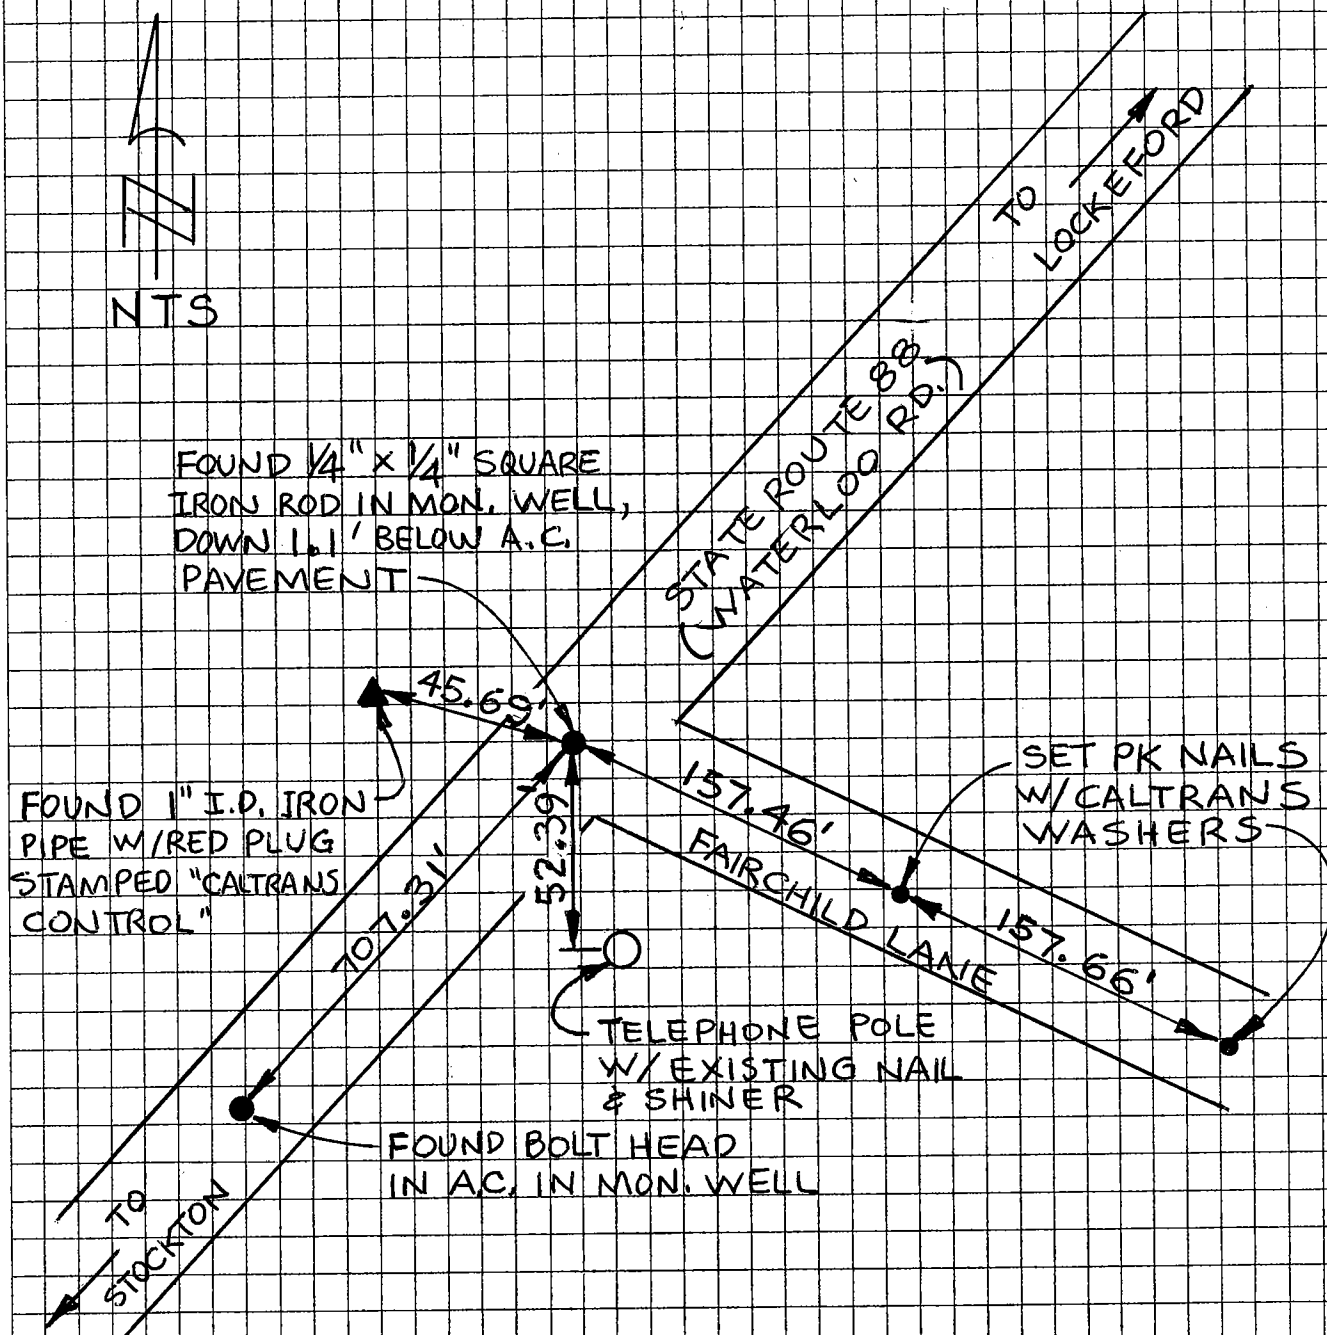 NTS
TO
LOCKEFORD
STATE ROUTE 88
(WATERLOO RD.)
FOUND 1/4" X 1/4" SQUARE
IRON ROD IN MON. WELL,
DOWN 1.1' BELOW A.C.
PAVEMENT
45.69'
FOUND 1" I.D. IRON
PIPE W/RED PLUG
STAMPED "CALTRANS
CONTROL"
707.31'
52.39
157.46'
FAIRCHILD LANE
157.66'
SET PK NAILS
W/CALTRANS
WASHERS
TELEPHONE POLE
W/ EXISTING NAIL
& SHINER
FOUND BOLT HEAD
IN A.C. IN MON. WELL
TO
STOCKTON